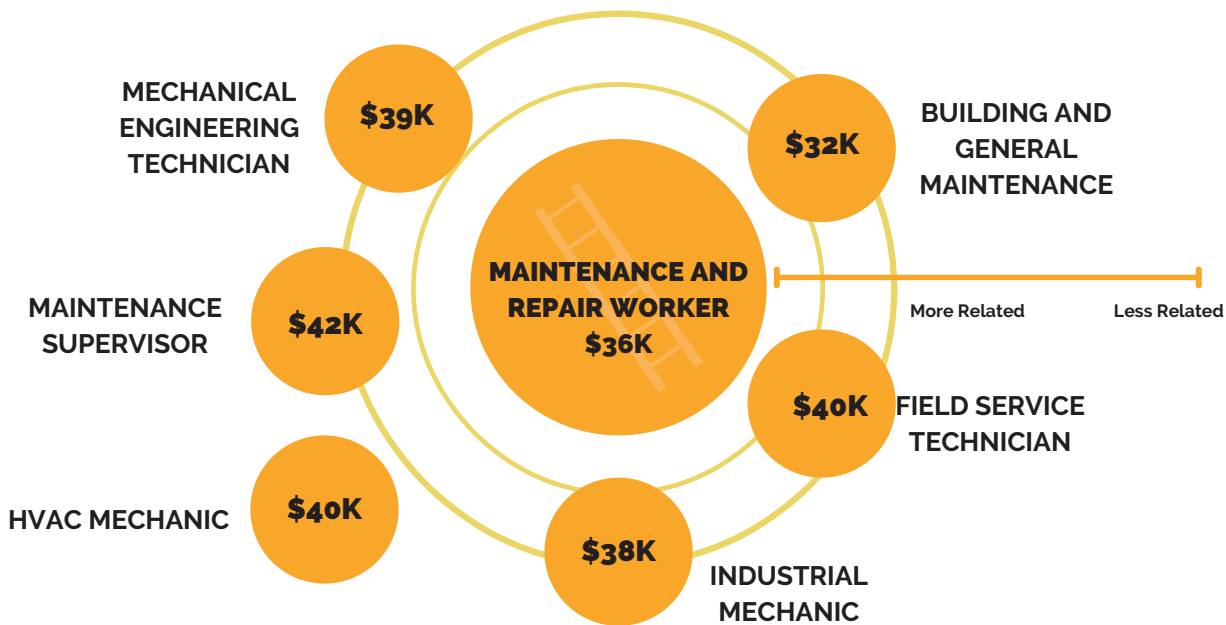 MECHANICAL
ENGINEERING
TECHNICIAN
$39K
$32K
BUILDING AND
GENERAL
MAINTENANCE
MAINTENANCE AND
REPAIR WORKER
$36K
More Related
Less Related
MAINTENANCE
SUPERVISOR
$42K
$40K
FIELD SERVICE
TECHNICIAN
HVAC MECHANIC
$40K
$38K
INDUSTRIAL
MECHANIC